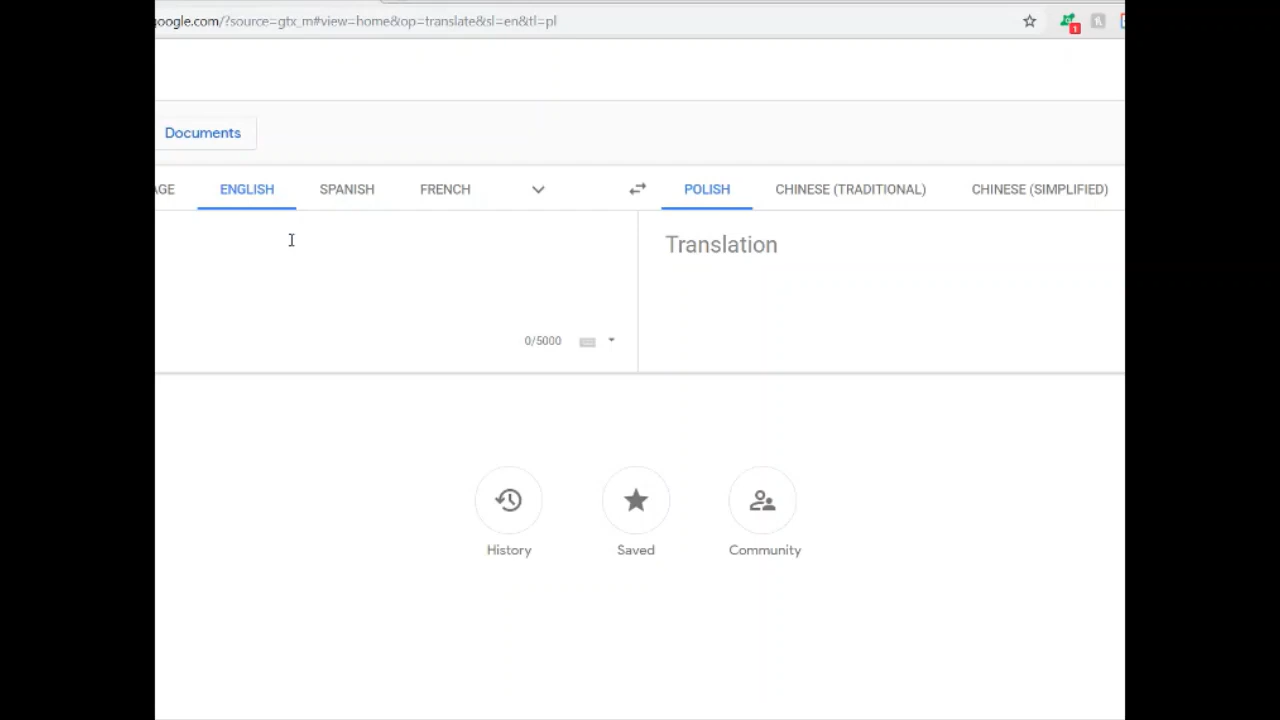 oogle.com/?source=gtx_m#view=home&op=translate&sl=en&tl=pl
1
Documents
AGE ENGLISH SPANISH FRENCH POLISH CHINESE (TRADITIONAL) CHINESE (SIMPLIFIED)
Translation
0/5000
History Saved Community